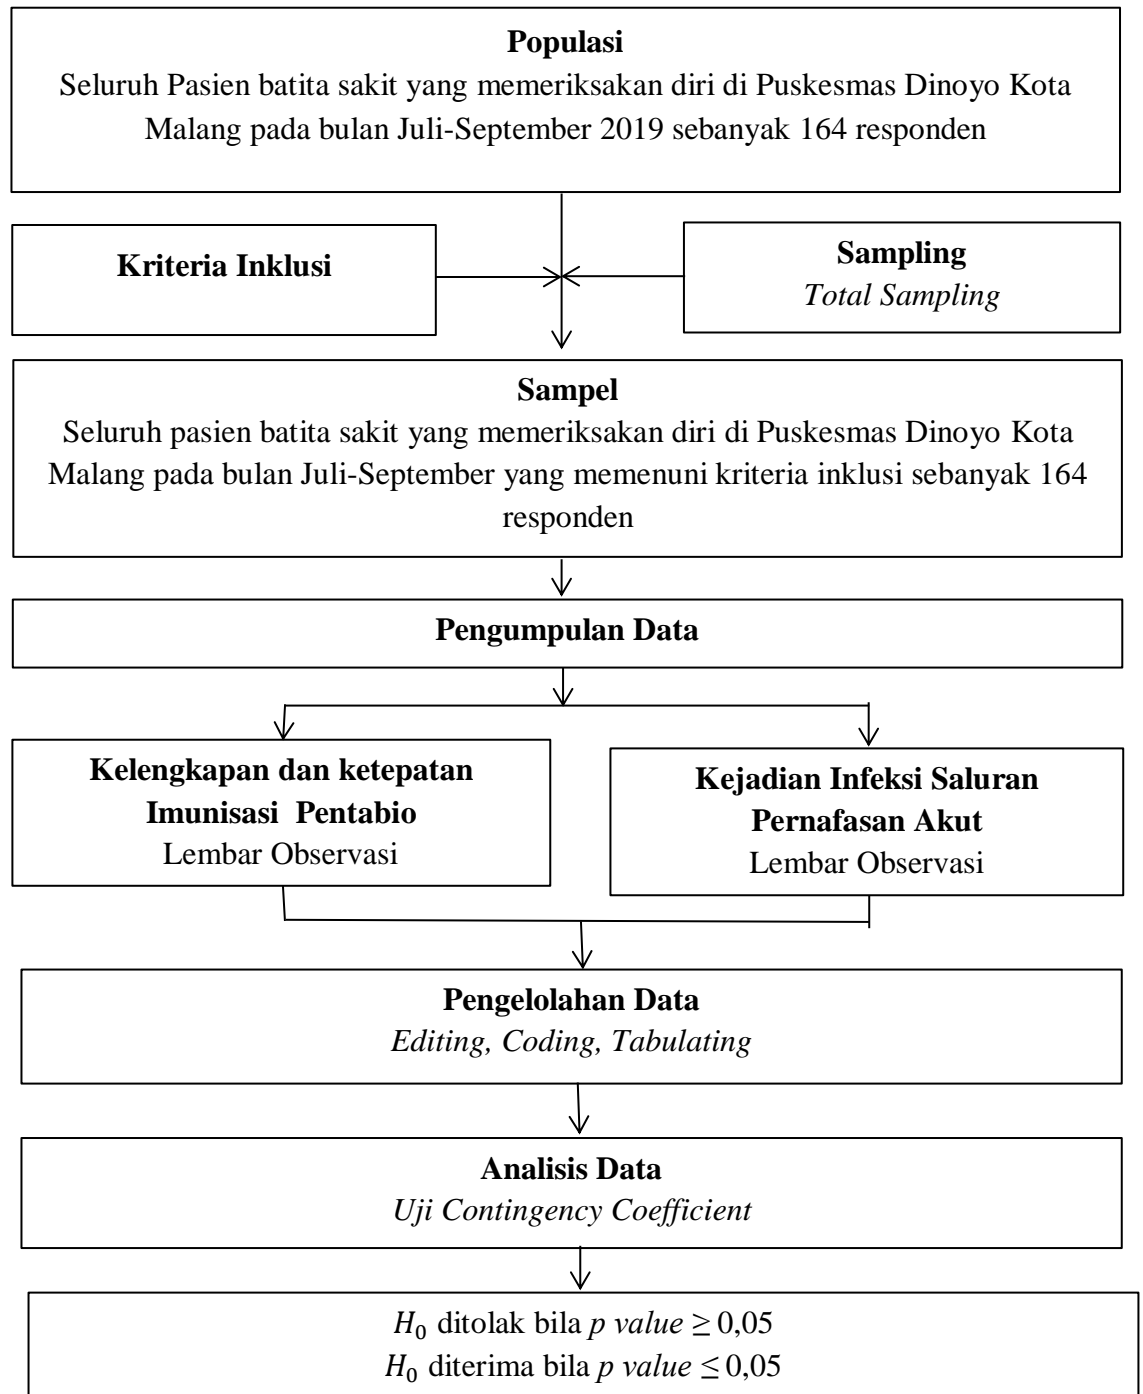 Populasi
Seluruh Pasien batita sakit yang memeriksakan diri di Puskesmas Dinoyo Kota
Malang pada bulan Juli-September 2019 sebanyak 164 responden
Kriteria Inklusi
Sampling
Total Sampling
Sampel
Seluruh pasien batita sakit yang memeriksakan diri di Puskesmas Dinoyo Kota
Malang pada bulan Juli-September yang memenuni kriteria inklusi sebanyak 164
responden
Pengumpulan Data
Kelengkapan dan ketepatan
Imunisasi Pentabio
Lembar Observasi
Kejadian Infeksi Saluran
Pernafasan Akut
Lembar Observasi
Pengelolahan Data
Editing, Coding, Tabulating
Analisis Data
Uji Contingency Coefficient
H₀ ditolak bila p value ≥ 0,05
H₀ diterima bila p value ≤ 0,05